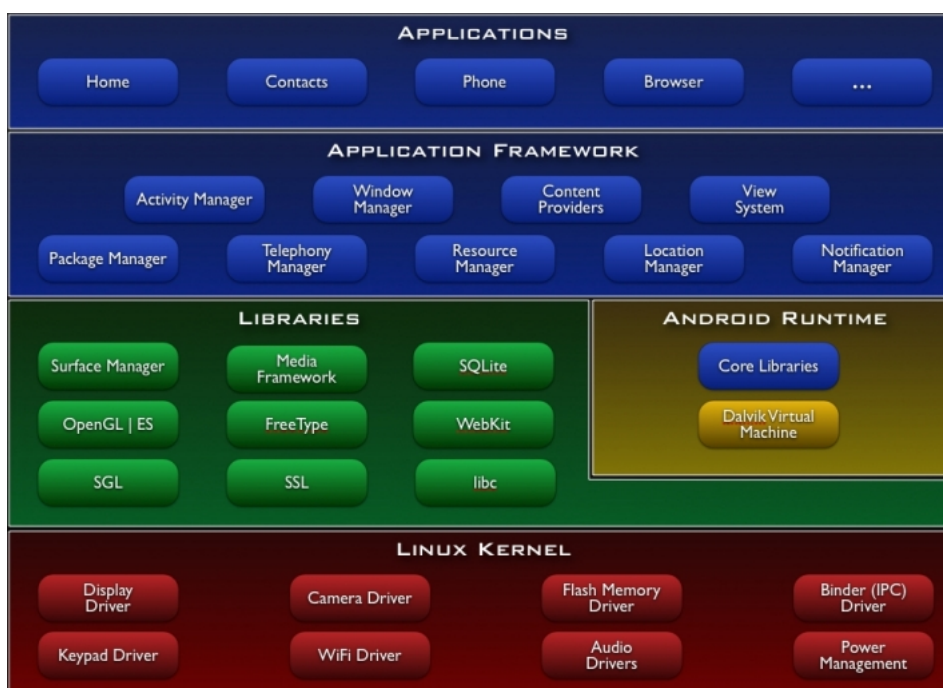 APPLICATIONS
Home
Contacts
Phone
Browser
...
APPLICATION FRAMEWORK
Activity Manager
Window
Manager
Content
Providers
View
System
Package Manager
Telephony
Manager
Resource
Manager
Location
Manager
Notification
Manager
LIBRARIES
Surface Manager
Media
Framework
SQLite
OpenGL | ES
FreeType
WebKit
SGL
SSL
libc
ANDROID RUNTIME
Core Libraries
Dalvik Virtual
Machine
LINUX KERNEL
Display
Driver
Camera Driver
Flash Memory
Driver
Binder (IPC)
Driver
Keypad Driver
WiFi Driver
Audio
Drivers
Power
Management